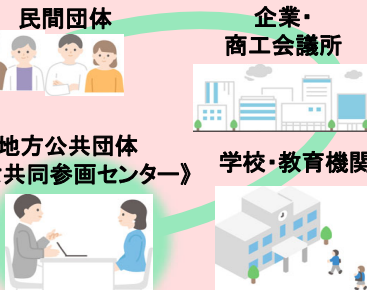 民間団体
企業・
商工会議所
地方公共団体
共同参画センター》
学校・教育機関